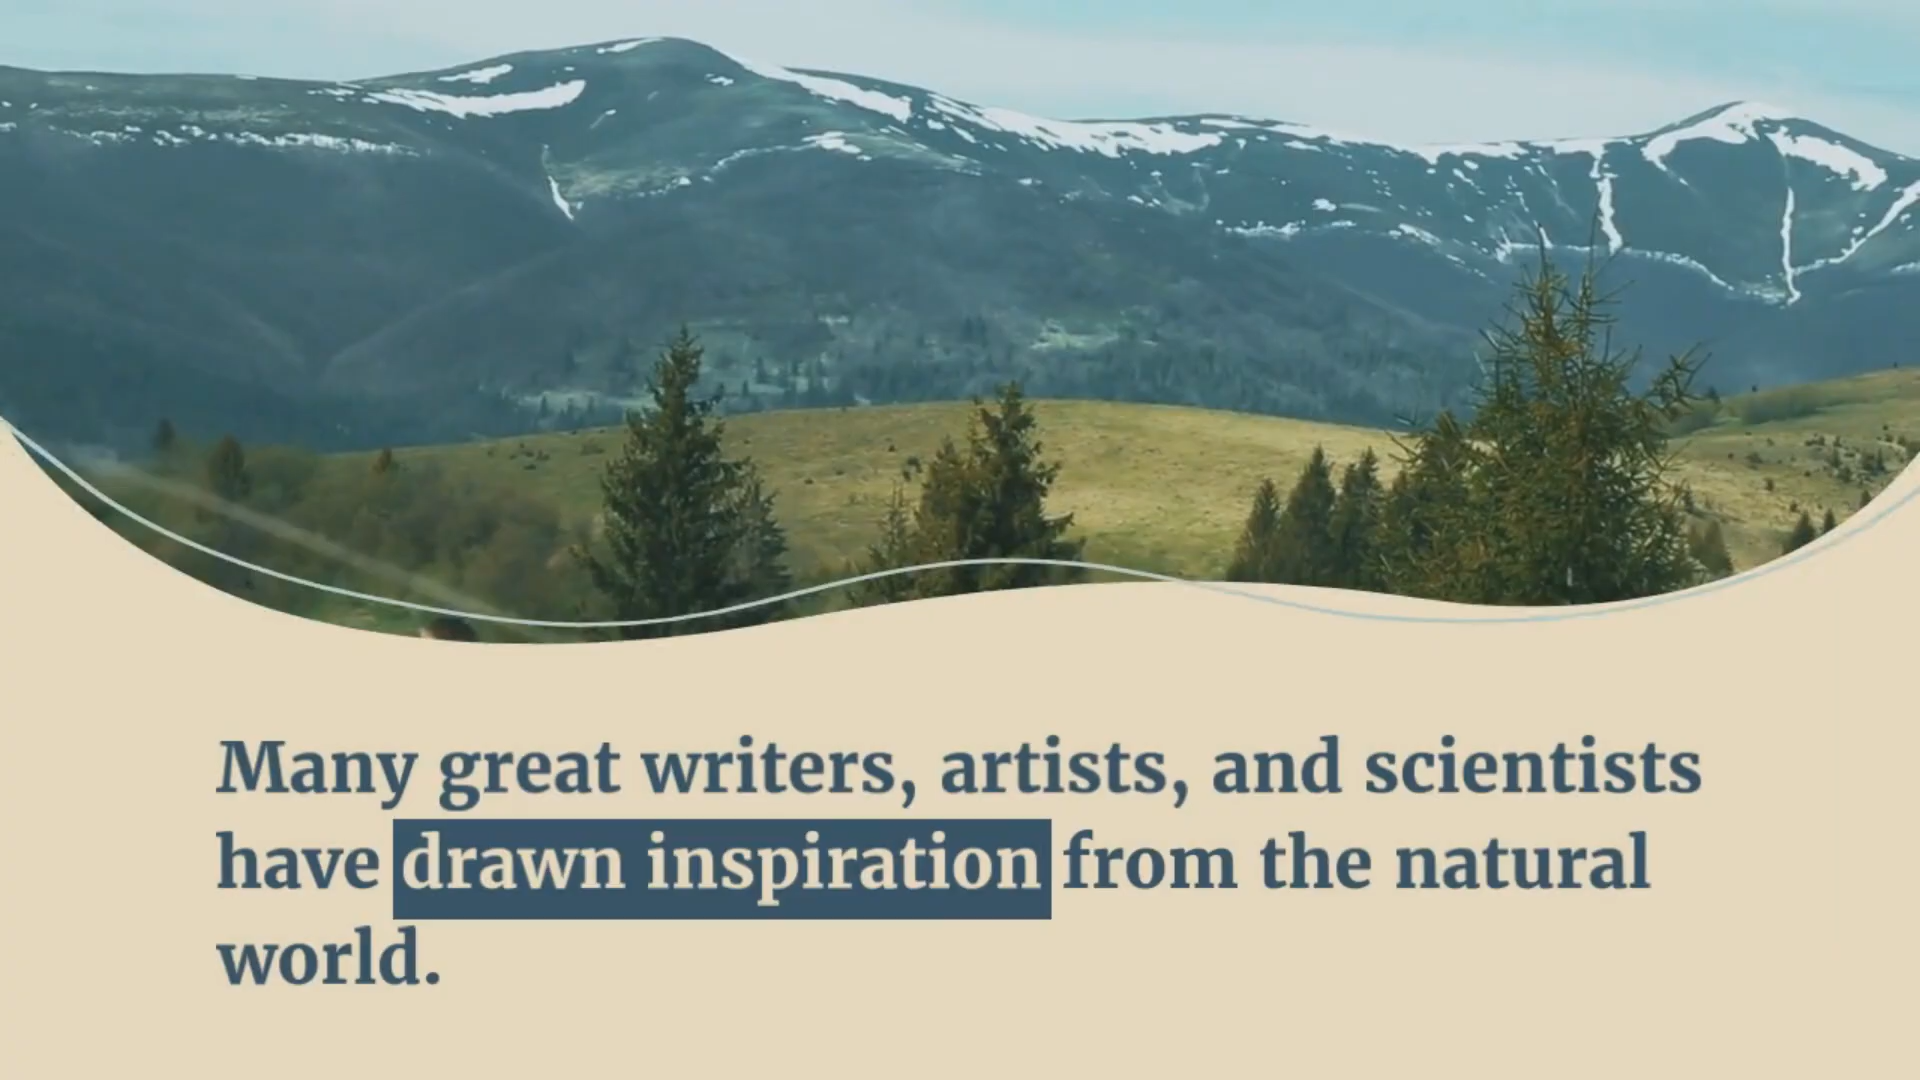 Many great writers, artists, and scientists
have drawn inspiration from the natural
world.